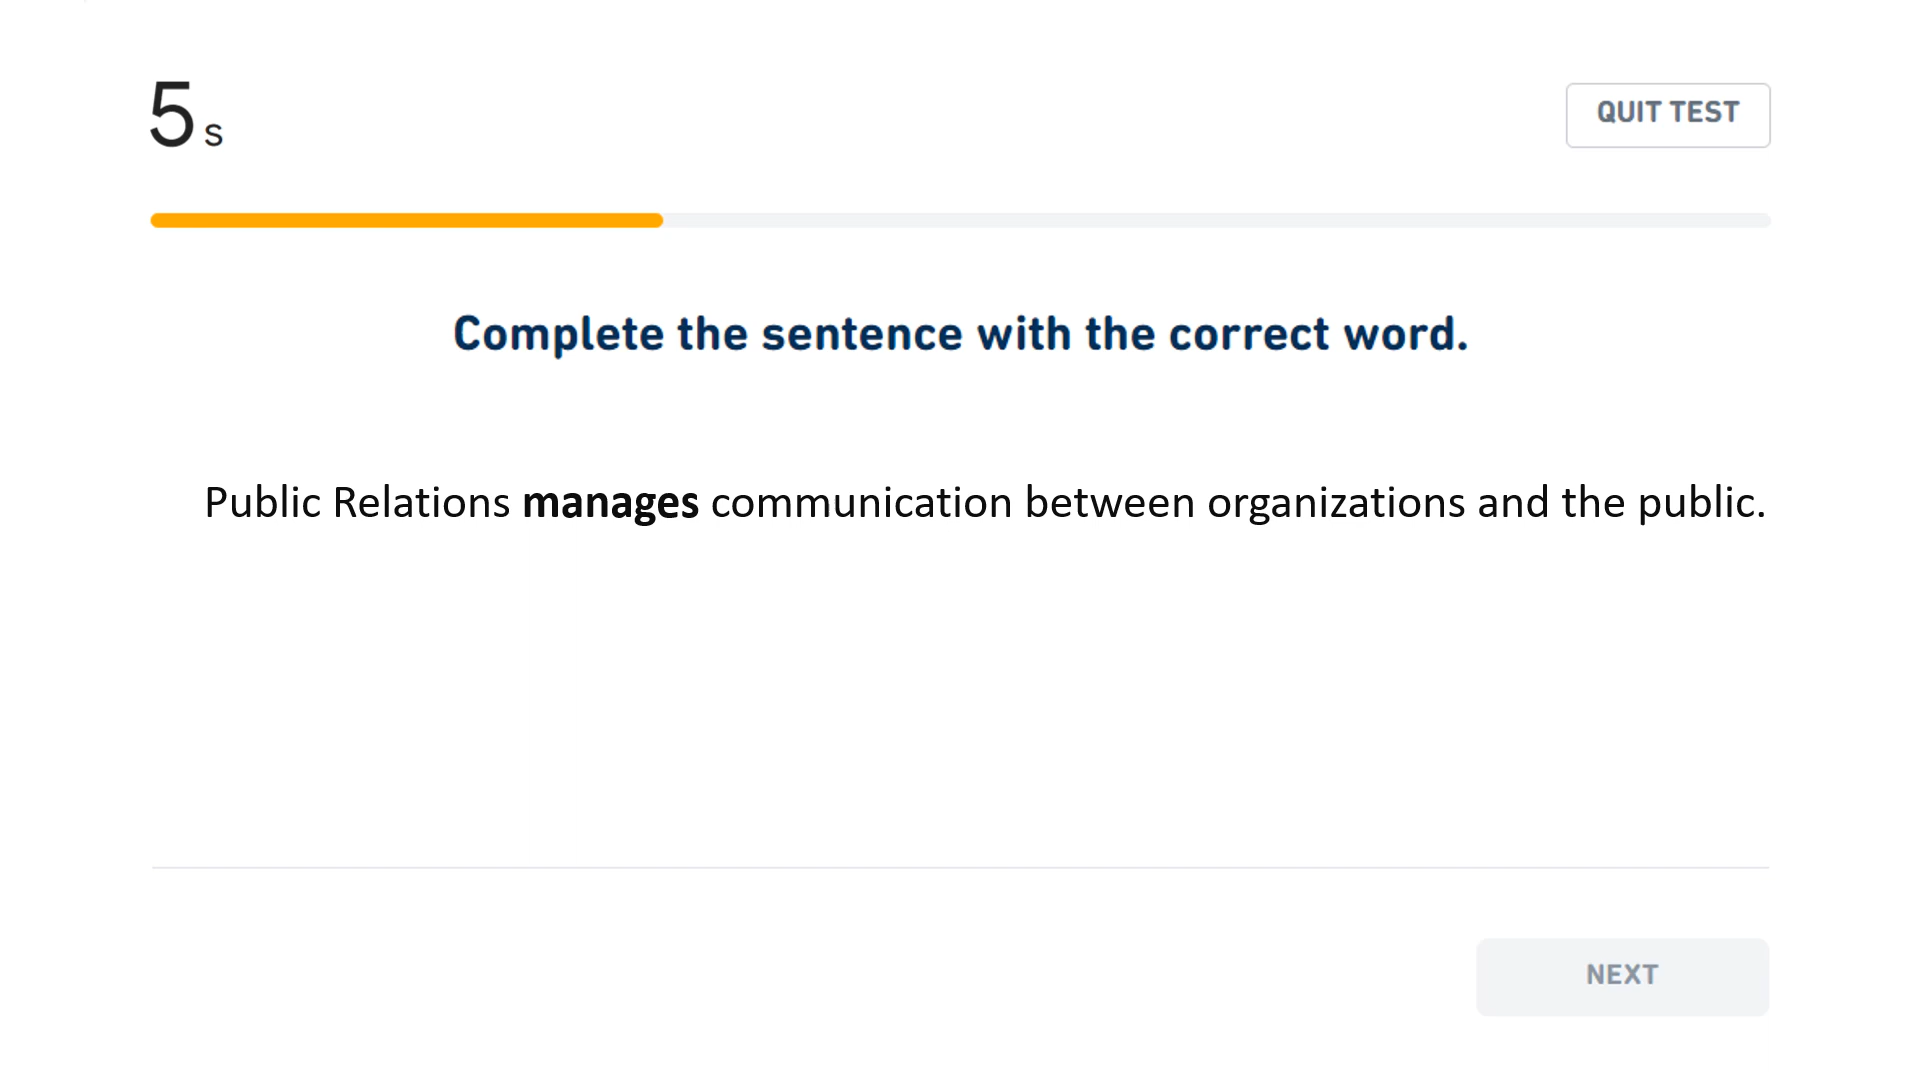 5 s
QUIT TEST
Complete the sentence with the correct word.
Public Relations manages communication between organizations and the public.
NEXT